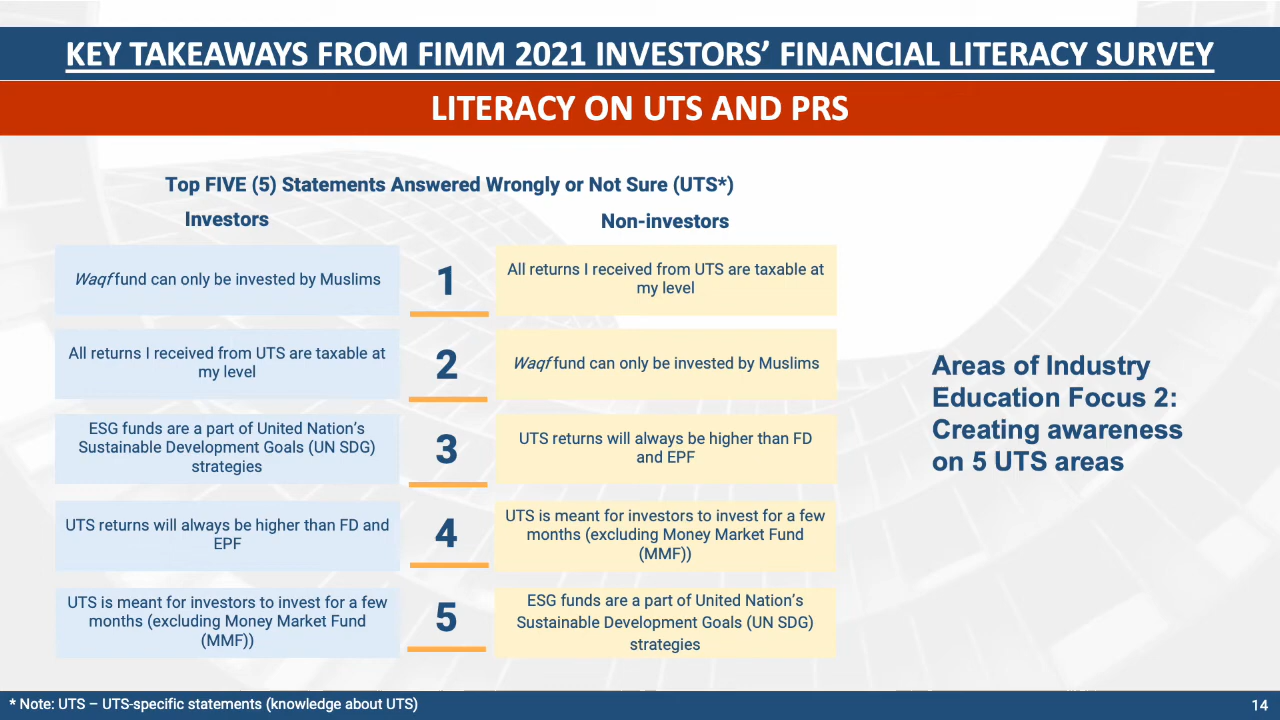 KEY TAKEAWAYS FROM FIMM 2021 INVESTORS’ FINANCIAL LITERACY SURVEY
LITERACY ON UTS AND PRS
Top FIVE (5) Statements Answered Wrongly or Not Sure (UTS*)
Investors
Non-investors
Waqf fund can only be invested by Muslims
1
All returns I received from UTS are taxable at
my level
All returns I received from UTS are taxable at
my level
2
Waqf fund can only be invested by Muslims
ESG funds are a part of United Nation’s
Sustainable Development Goals (UN SDG)
strategies
3
UTS returns will always be higher than FD
and EPF
UTS returns will always be higher than FD and
EPF
4
UTS is meant for investors to invest for a few
months (excluding Money Market Fund
(MMF))
UTS is meant for investors to invest for a few
months (excluding Money Market Fund
(MMF))
5
ESG funds are a part of United Nation’s
Sustainable Development Goals (UN SDG)
strategies
Areas of Industry
Education Focus 2:
Creating awareness
on 5 UTS areas
* Note: UTS – UTS-specific statements (knowledge about UTS)
14